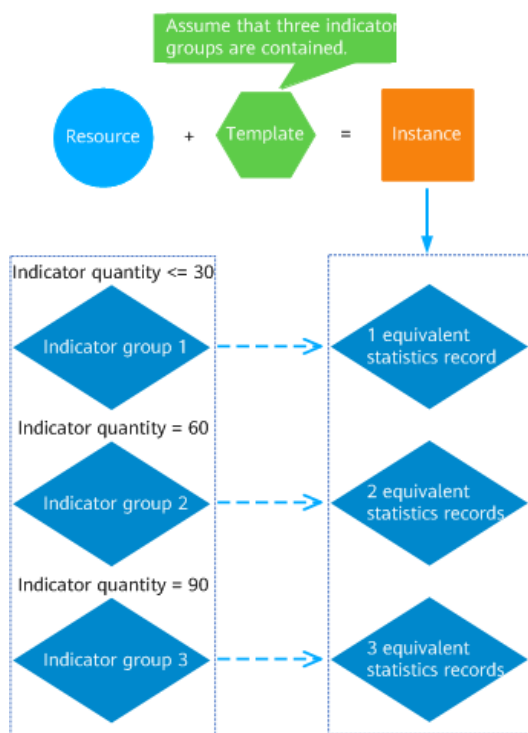 Assume that three indicator
groups are contained.
Resource + Template = Instance
Indicator quantity <= 30
Indicator group 1
1 equivalent
statistics record
Indicator quantity = 60
Indicator group 2
2 equivalent
statistics records
Indicator quantity = 90
Indicator group 3
3 equivalent
statistics records